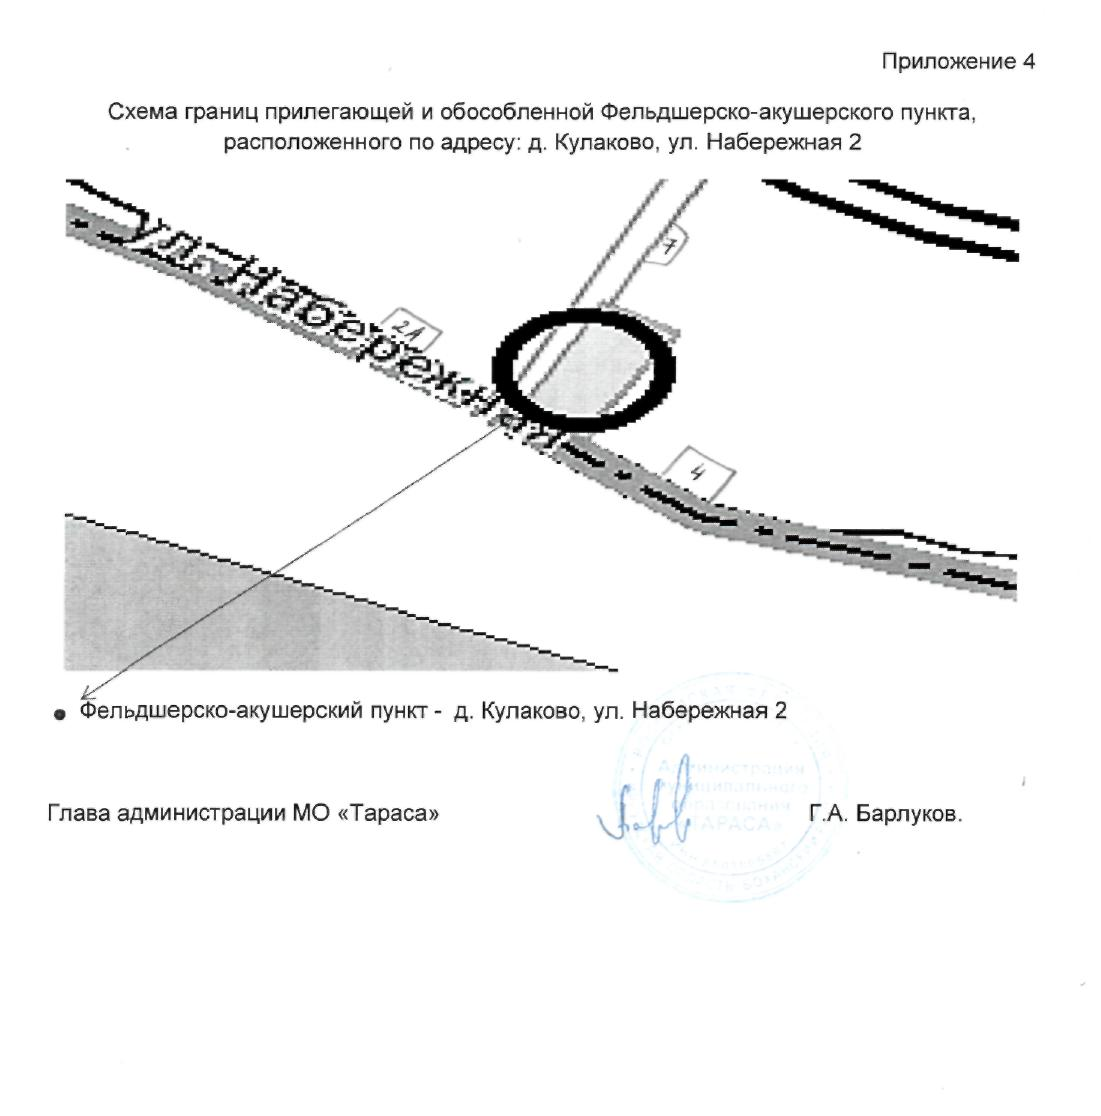 Приложение 4
Схема границ прилегающей и обособленной Фельдшерско-акушерского пункта,
расположенного по адресу: д. Кулаково, ул. Набережная 2
ул. Набережная
7
2А
4
Фельдшерско-акушерский пункт - д. Кулаково, ул. Набережная 2
Глава администрации МО «Тараса»
Администрация
муниципального
образования
«ТАРАСА»
Г.А. Барлуков.